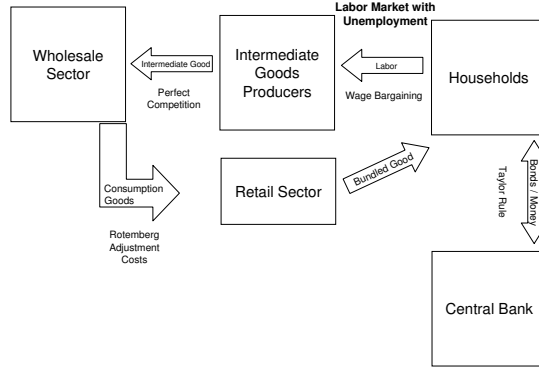 Labor Market with
Unemployment
Wholesale
Sector
Intermediate Good
Perfect
Competition
Intermediate
Goods
Producers
Labor
Wage Bargaining
Households
Consumption
Goods
Rotemberg
Adjustment
Costs
Retail Sector
Bundled Good
Taylor Rule
Bonds / Money
Central Bank